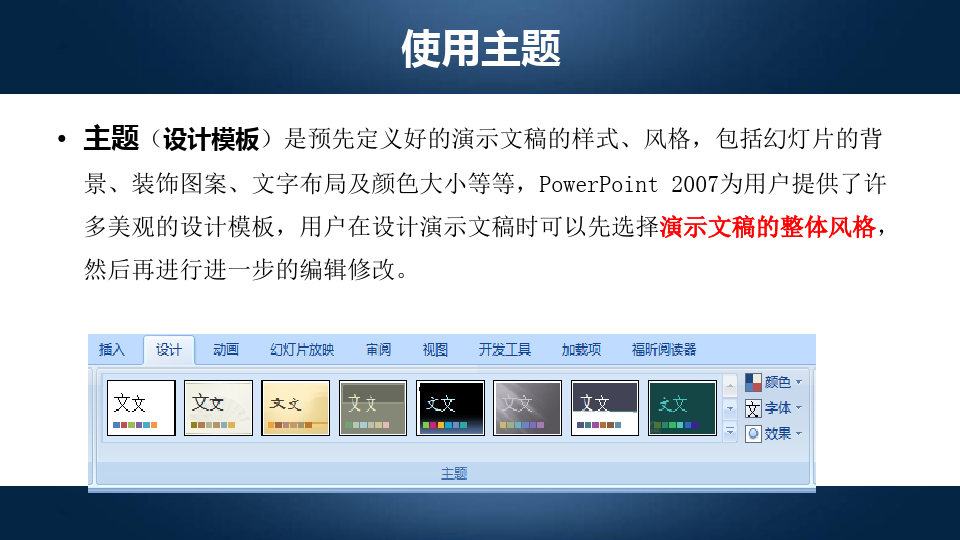 使用主题
• 主题（设计模板）是预先定义好的演示文稿的样式、风格，包括幻灯片的背
景、装饰图案、文字布局及颜色大小等等，PowerPoint 2007为用户提供了许
多美观的设计模板，用户在设计演示文稿时可以先选择演示文稿的整体风格，
然后再进行进一步的编辑修改。
插入 设计 动画 幻灯片放映 审阅 视图 开发工具 加载项 福昕阅读器
文文 文文 文文 文文 文文 文文 文文 文文
颜色
文 字体
效果
主题